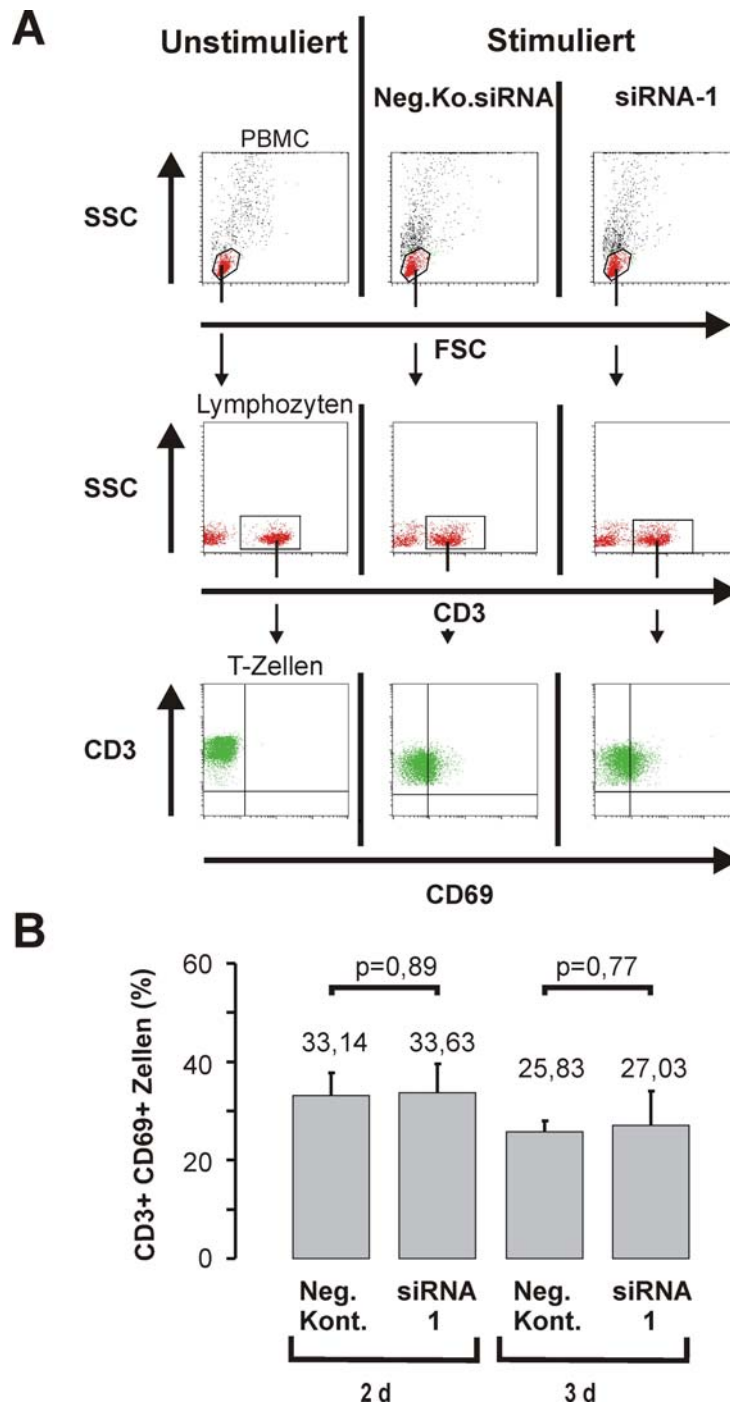 A
Unstimuliert
Stimuliert
Neg.Ko.siRNA
siRNA-1
PBMC
SSC
FSC
Lymphozyten
SSC
CD3
T-Zellen
CD3
CD69
B
CD3+ CD69+ Zellen (%)
60
40
20
0
p=0,89
p=0,77
33,14
33,63
25,83
27,03
Neg.
Kont.
siRNA
1
Neg.
Kont.
siRNA
1
2 d
3 d